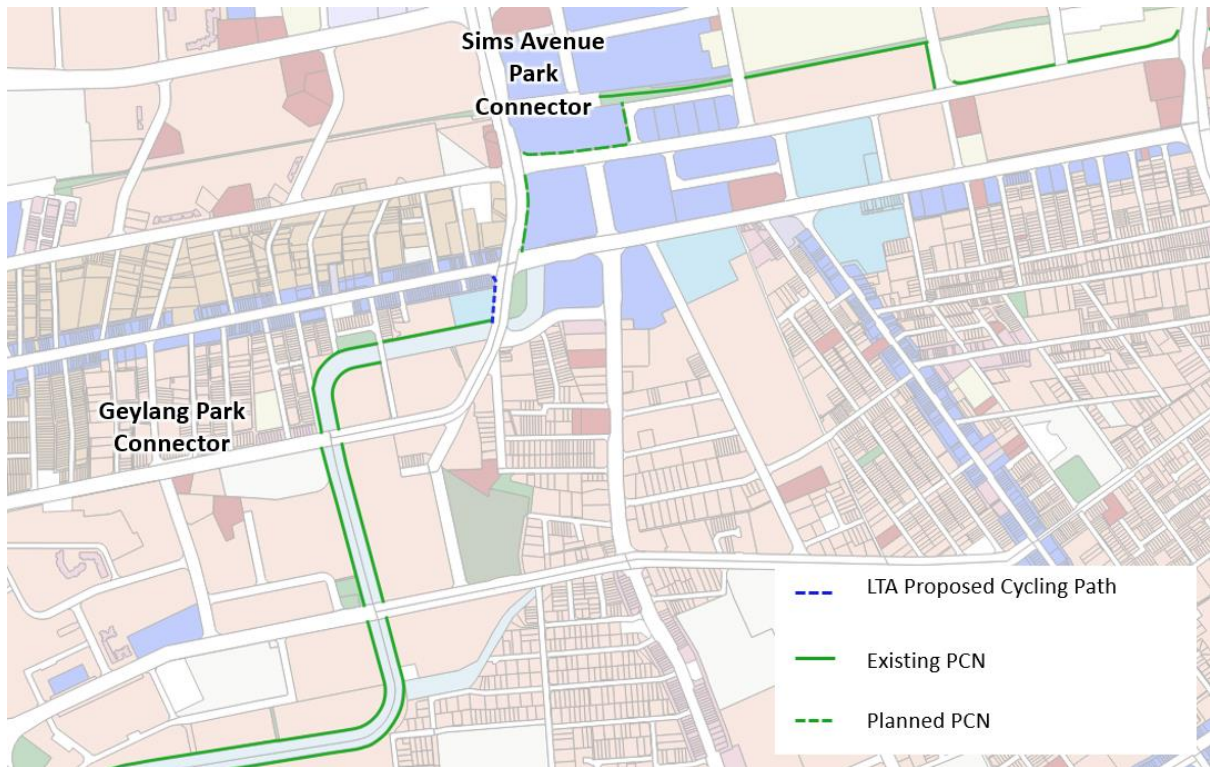 Sims Avenue
Park
Connector
Geylang Park
Connector
LTA Proposed Cycling Path
Existing PCN
Planned PCN